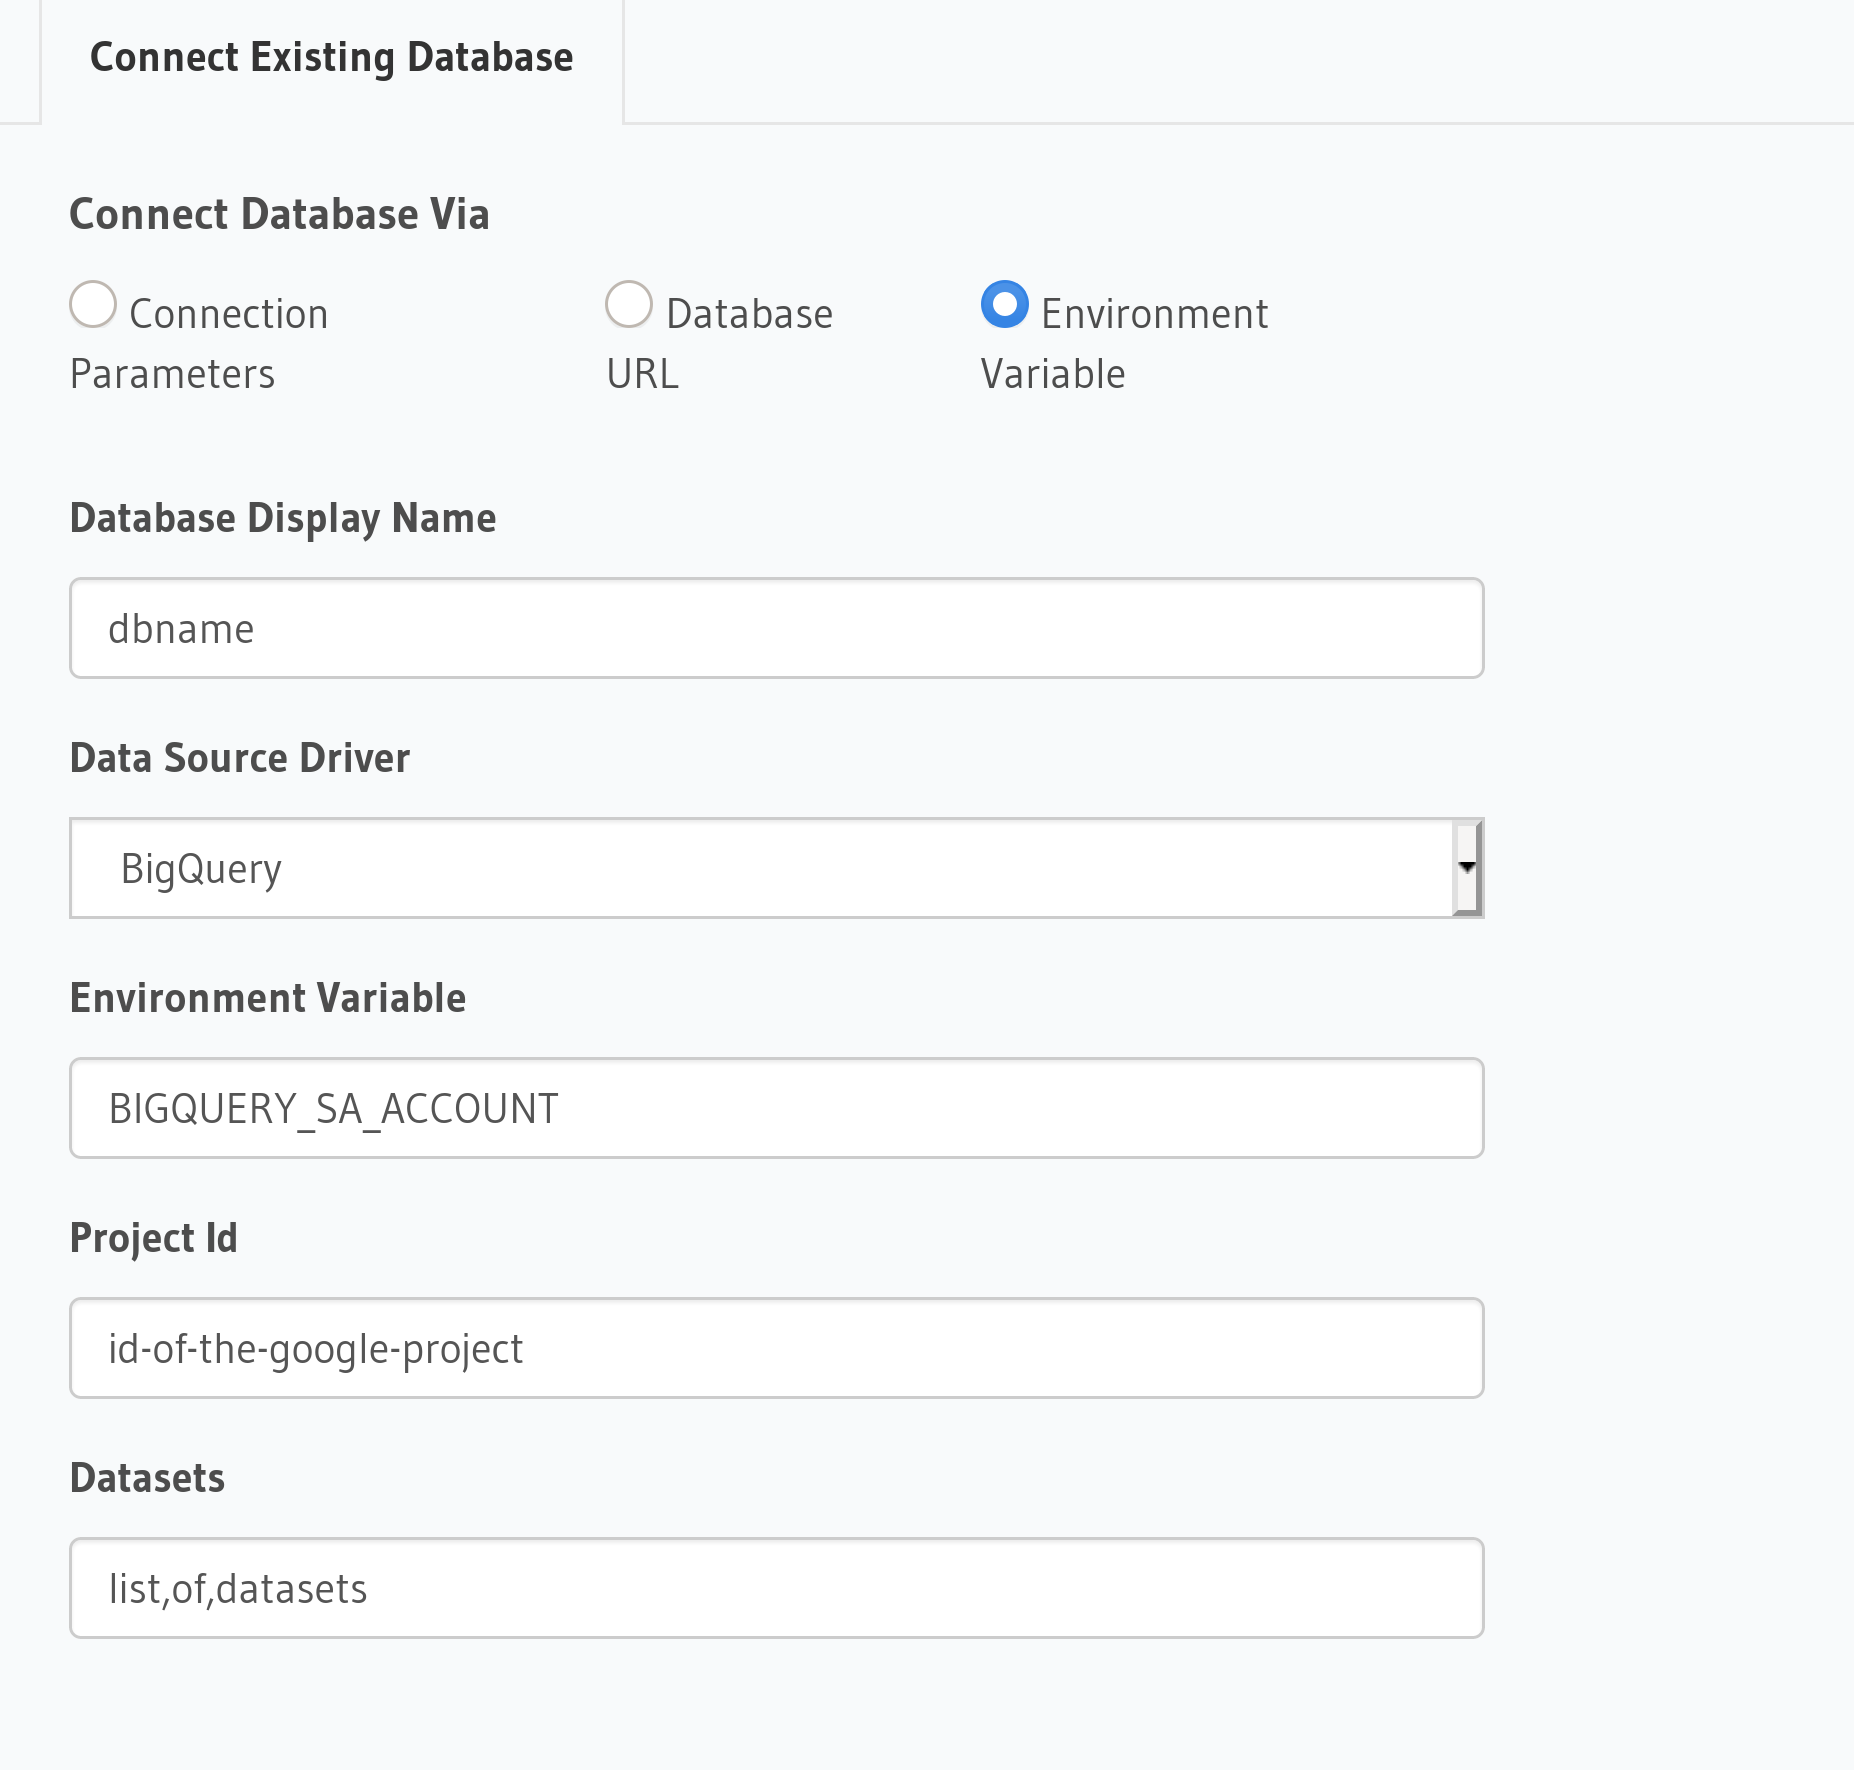 Connect Existing Database
Connect Database Via
Connection Parameters
Database URL
Environment Variable
Database Display Name
dbname
Data Source Driver
BigQuery
Environment Variable
BIGQUERY_SA_ACCOUNT
Project Id
id-of-the-google-project
Datasets
list,of,datasets